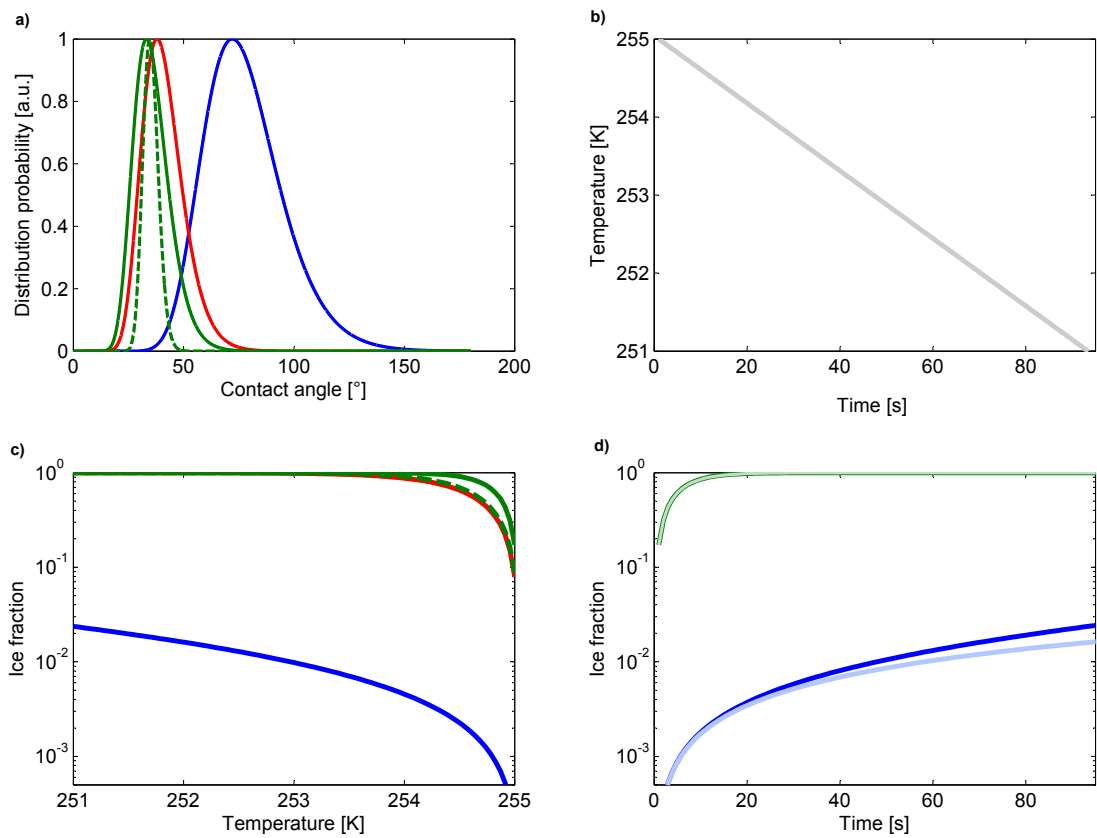 a)
1
0.8
0.6
0.4
0.2
0
0 50 100 150 200
Distribution probability [a.u.]
Contact angle [°]
b)
255
254
253
252
251
0 20 40 60 80
Temperature [K]
Time [s]
c)
10^0
10^-1
10^-2
10^-3
251 252 253 254 255
Ice fraction
Temperature [K]
d)
10^0
10^-1
10^-2
10^-3
0 20 40 60 80
Ice fraction
Time [s]